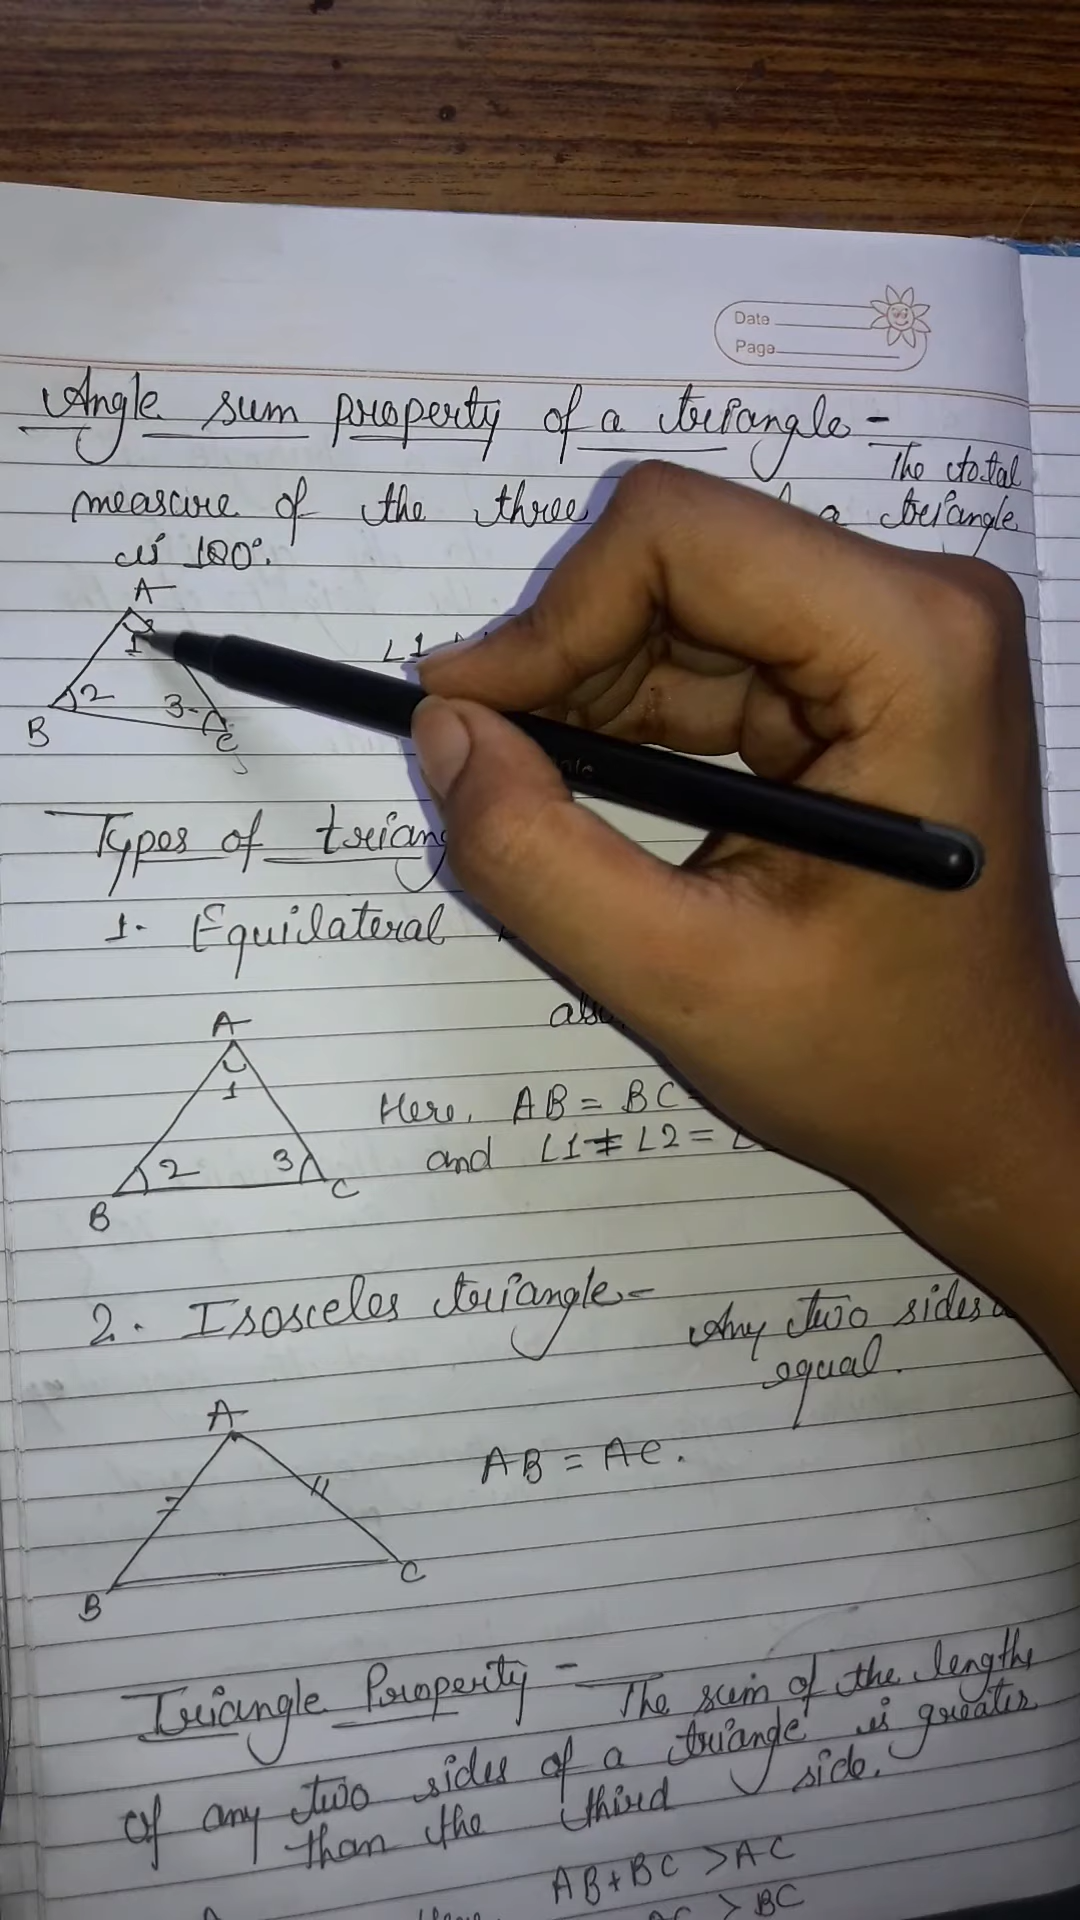 Date
Page
Angle sum property of a triangle -
The total
measure of the three a triangle
is 180°.
A
1
∠1
2
3
B
C
Types of
1. Equilateral
A
also,
1
Here, AB = BC =
and ∠1 ≠ ∠2 =
2
3
C
B
2. Isosceles triangle -
Any two sides
equal.
A
AB = AC.
C
B
Triangle Property - The sum of the lengths
of any two sides of a triangle is greater
than the third side.
AB + BC > AC
> BC